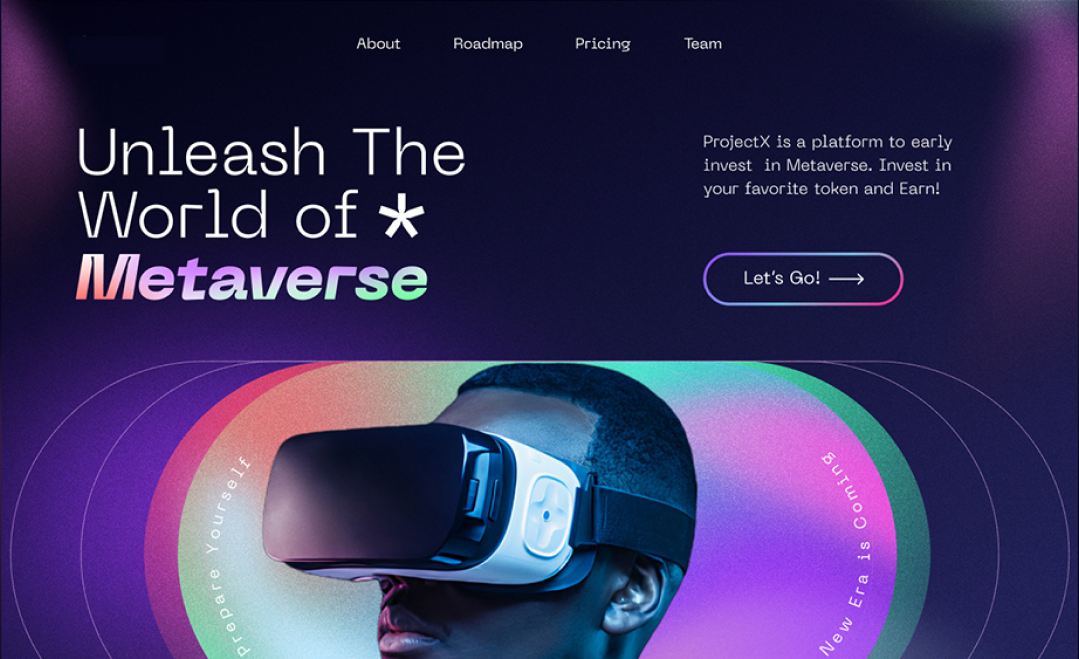 About Roadmap Pricing Team
Unleash The
World of *
Metaverse
ProjectX is a platform to early
invest in Metaverse. Invest in
your favorite token and Earn!
Let's Go! ⟶
Prepare Yourself
New Era is Coming